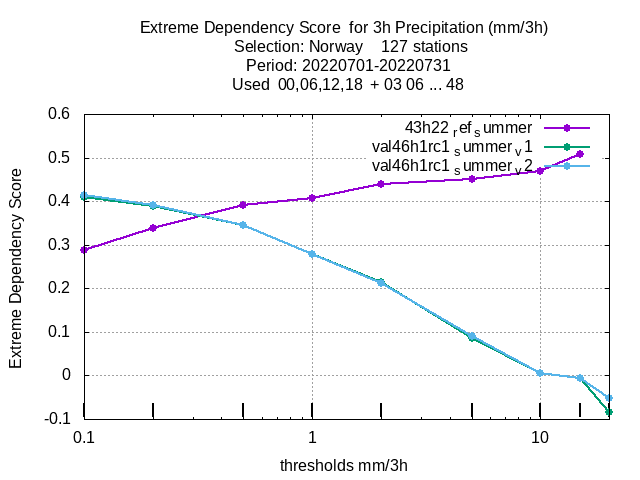 Extreme Dependency Score for 3h Precipitation (mm/3h)
Selection: Norway 127 stations
Period: 20220701-20220731
Used 00,06,12,18 + 03 06 ... 48
0.6
0.5
0.4
0.3
0.2
0.1
0
-0.1
Extreme Dependency Score
43h22 ref summer
val46h1rc1 summer v1
val46h1rc1 summer v2
0.1 1 10
thresholds mm/3h